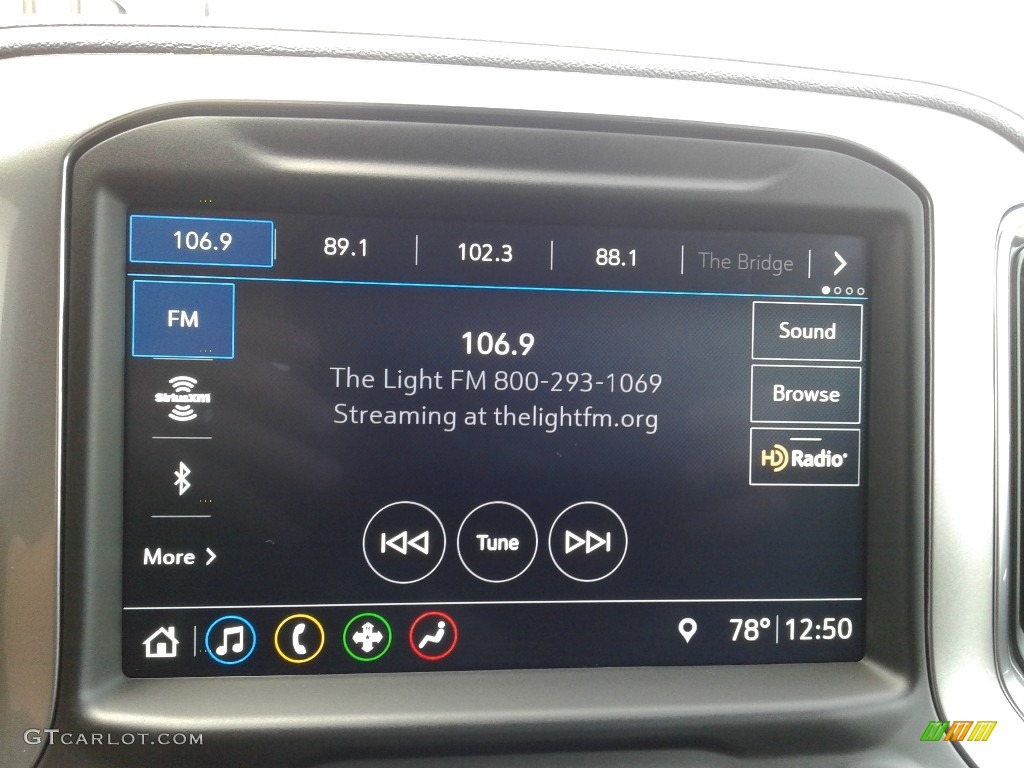 106.9 89.1 102.3 88.1 The Bridge
FM
106.9
Sound
The Light FM 800-293-1069
SiriusXM
Browse
Streaming at thelightfm.org
HD Radio
Tune
More
78° 12:50
GTcarlot.com